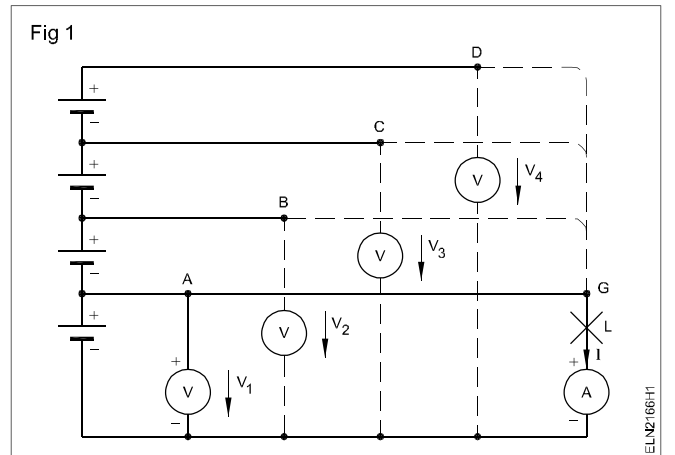 Fig 1
D
+
−
C
V
V4
+
−
B
V
V3
+
−
A
G
+
−
V
V2
L
I
+
V
V1
−
+
A
−
ELN2166H1